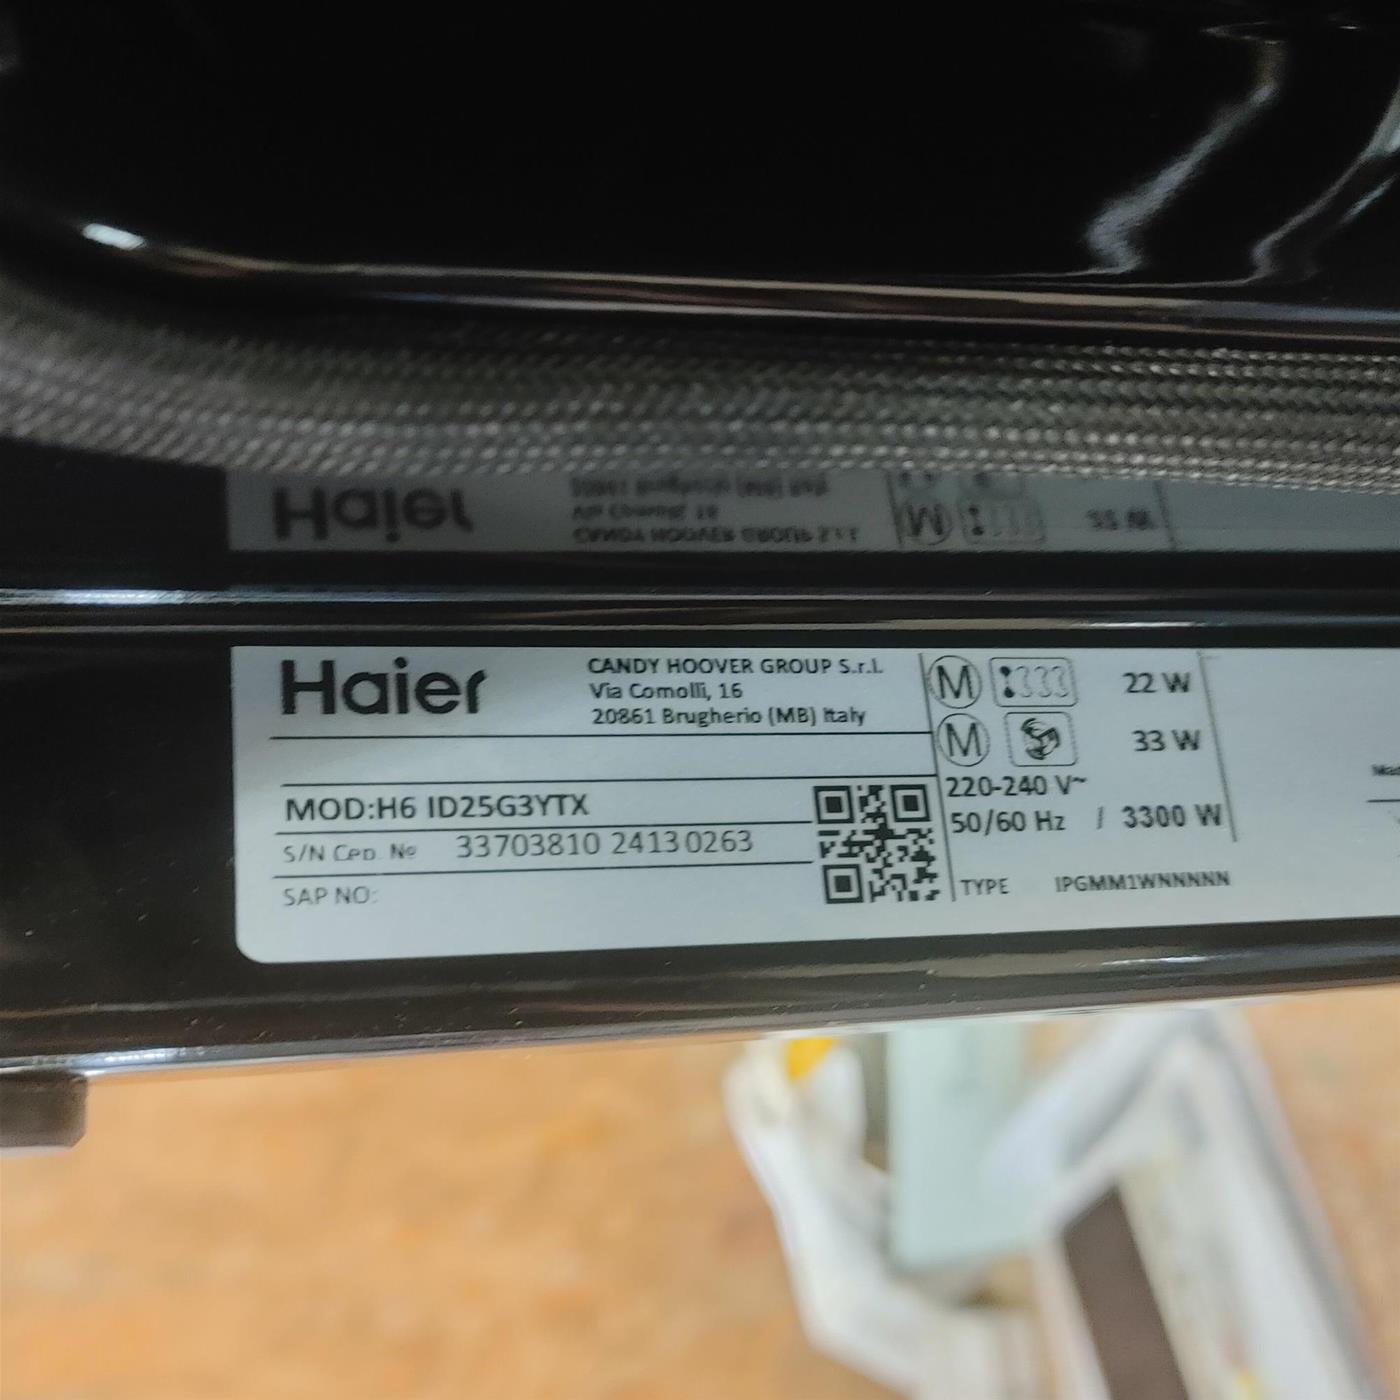 Haier
CANDY HOOVER GROUP S.r.l.
Via Comolli, 16
20861 Brugherio (MB) Italy
MOD:H6 ID25G3YTX
S/N Сер. №
33703810 2413 0263
SAP NO:
M
22 W
M
33 W
220-240 V~
50/60 Hz / 3300 W
TYPE IPGMM1WNNNNN